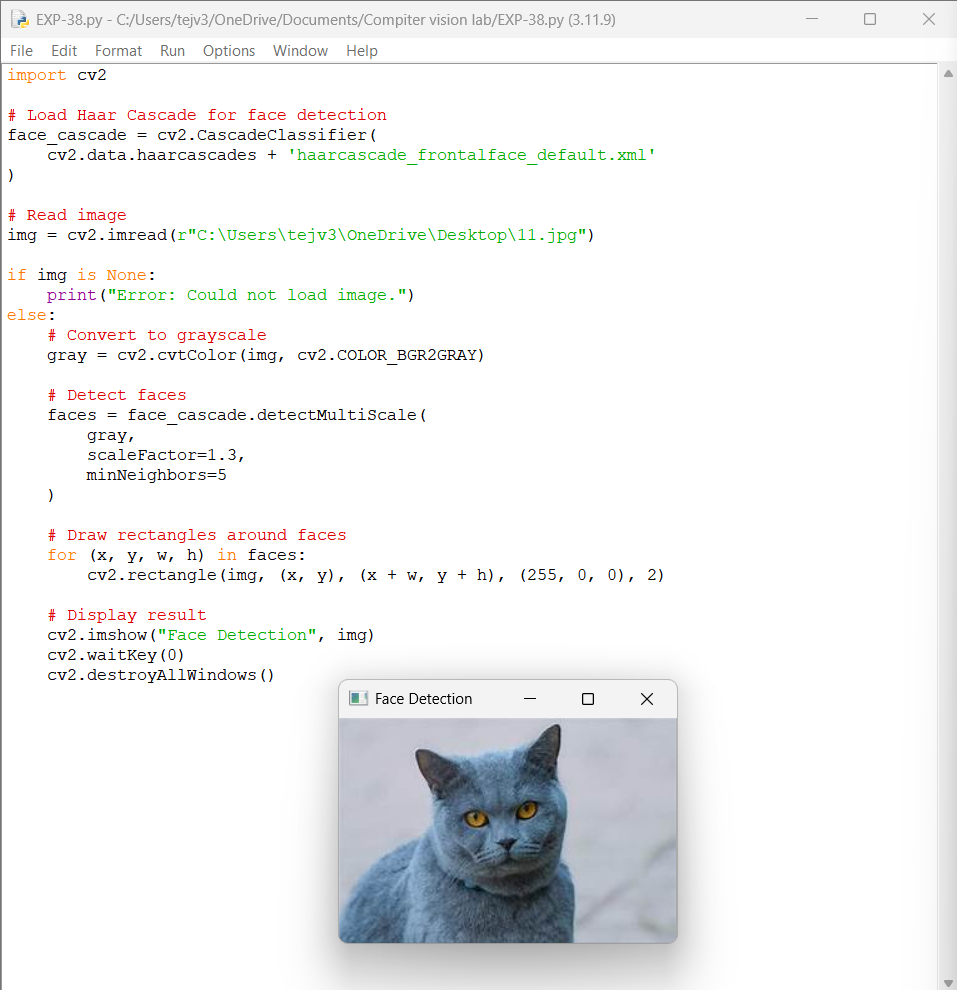 EXP-38.py - C:/Users/tejv3/OneDrive/Documents/Compiter vision lab/EXP-38.py (3.11.9)
File Edit Format Run Options Window Help
import cv2

# Load Haar Cascade for face detection
face_cascade = cv2.CascadeClassifier(
    cv2.data.haarcascades + 'haarcascade_frontalface_default.xml'
)

# Read image
img = cv2.imread(r"C:\Users\tejv3\OneDrive\Desktop\11.jpg")

if img is None:
    print("Error: Could not load image.")
else:
    # Convert to grayscale
    gray = cv2.cvtColor(img, cv2.COLOR_BGR2GRAY)

    # Detect faces
    faces = face_cascade.detectMultiScale(
        gray,
        scaleFactor=1.3,
        minNeighbors=5
    )

    # Draw rectangles around faces
    for (x, y, w, h) in faces:
        cv2.rectangle(img, (x, y), (x + w, y + h), (255, 0, 0), 2)

    # Display result
    cv2.imshow("Face Detection", img)
    cv2.waitKey(0)
    cv2.destroyAllWindows()
Face Detection